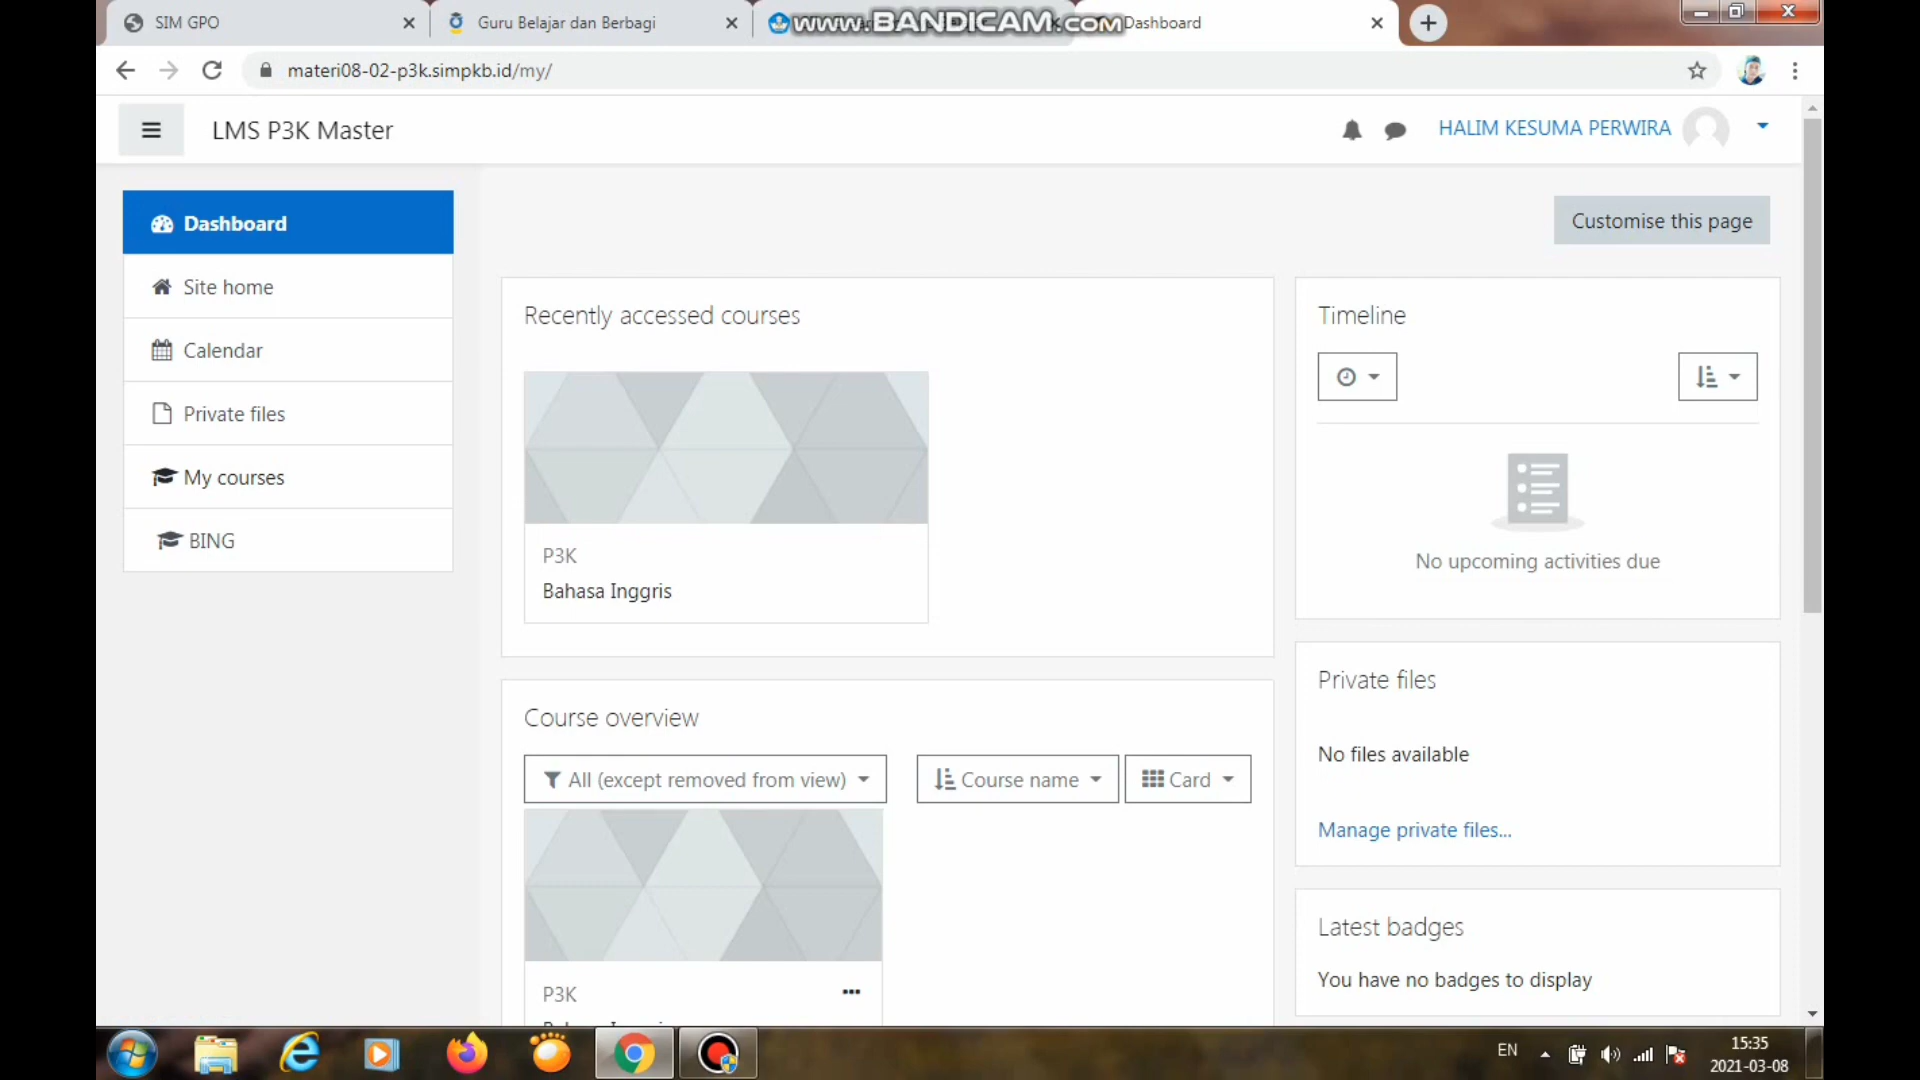 SIM GPO
Guru Belajar dan Berbagi
www.BANDICAM.com
Dashboard
materi08-02-p3k.simpkb.id/my/
LMS P3K Master
HALIM KESUMA PERWIRA
Dashboard
Site home
Calendar
Private files
My courses
BING
Customise this page
Recently accessed courses
P3K
Bahasa Inggris
Course overview
All (except removed from view)
Course name
Card
P3K
Timeline
No upcoming activities due
Private files
No files available
Manage private files...
Latest badges
You have no badges to display
EN
15:35
2021-03-08